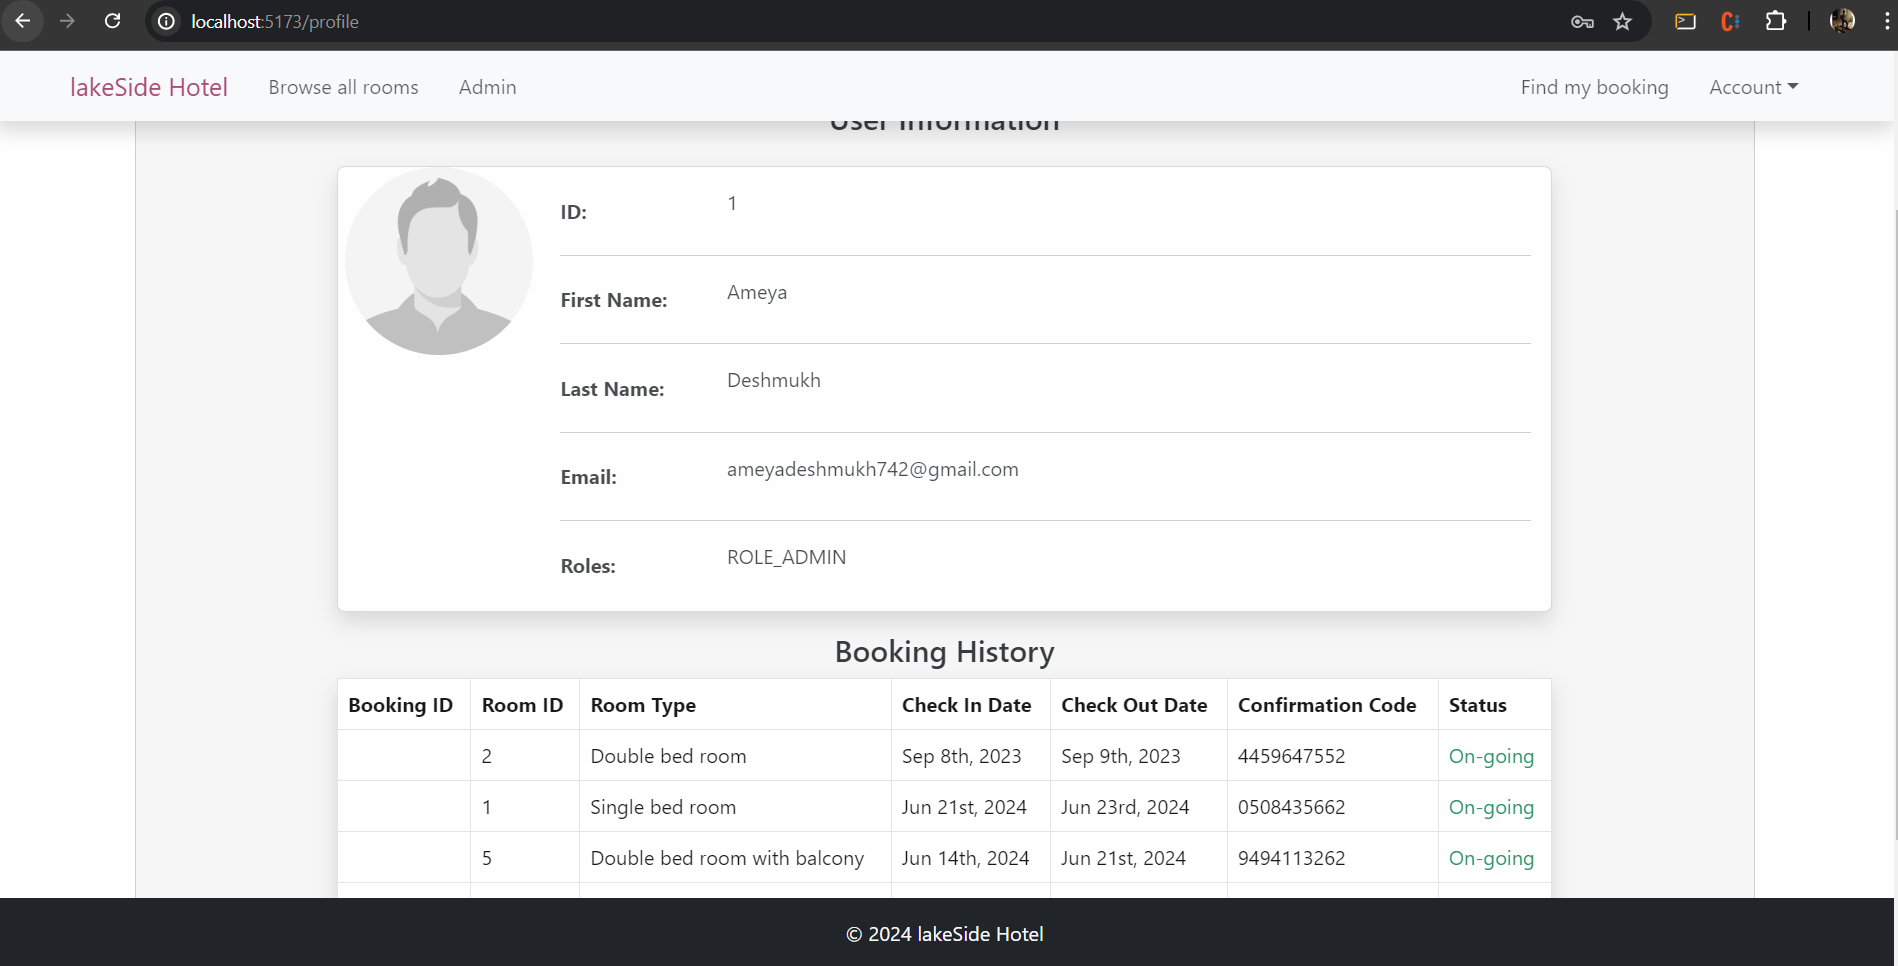 localhost:5173/profile
lakeSide Hotel Browse all rooms Admin Find my booking Account
User Information
ID: 1
First Name: Ameya
Last Name: Deshmukh
Email: ameyadeshmukh742@gmail.com
Roles: ROLE_ADMIN
Booking History
Booking ID Room ID Room Type Check In Date Check Out Date Confirmation Code Status
2 Double bed room Sep 8th, 2023 Sep 9th, 2023 4459647552 On-going
1 Single bed room Jun 21st, 2024 Jun 23rd, 2024 0508435662 On-going
5 Double bed room with balcony Jun 14th, 2024 Jun 21st, 2024 9494113262 On-going
© 2024 lakeSide Hotel